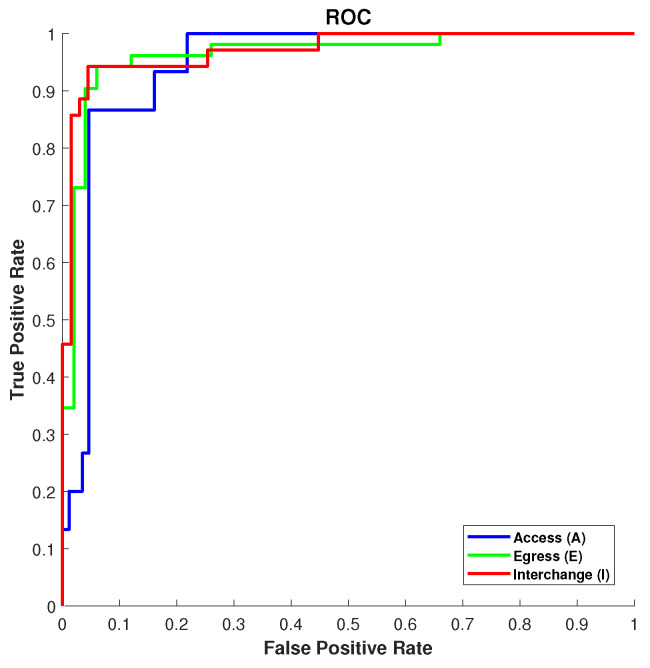 ROC
1
0.9
0.8
0.7
0.6
0.5
0.4
0.3
0.2
0.1
0
True Positive Rate
Access (A)
Egress (E)
Interchange (I)
0 0.1 0.2 0.3 0.4 0.5 0.6 0.7 0.8 0.9 1
False Positive Rate